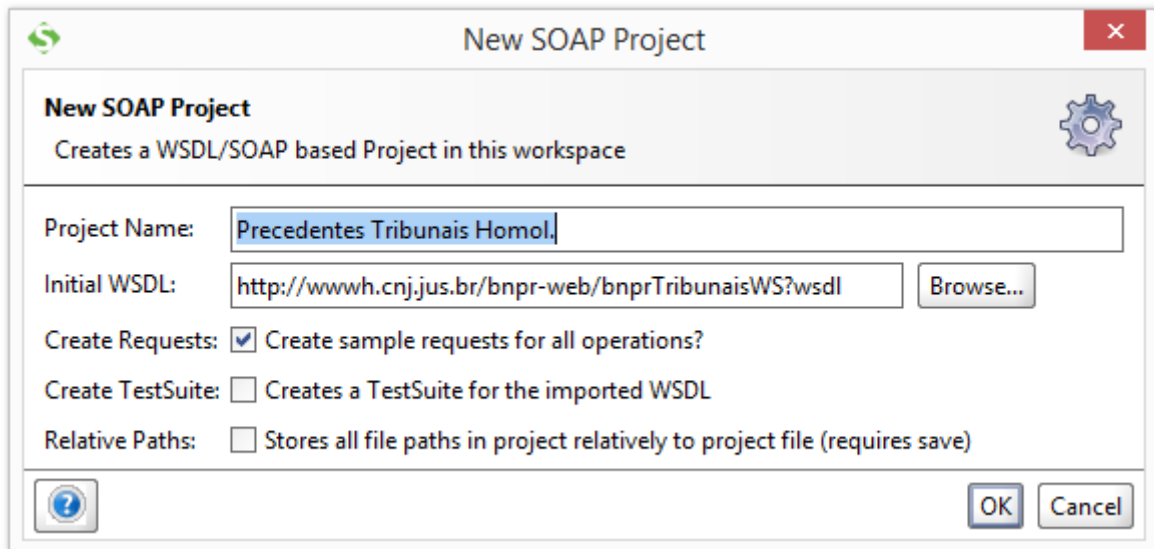 New SOAP Project
New SOAP Project
Creates a WSDL/SOAP based Project in this workspace
Project Name: Precedentes Tribunais Homol.
Initial WSDL: http://wwwh.cnj.jus.br/bnpr-web/bnprTribunaisWS?wsdl Browse...
Create Requests: Create sample requests for all operations?
Create TestSuite: Creates a TestSuite for the imported WSDL
Relative Paths: Stores all file paths in project relatively to project file (requires save)
OK Cancel